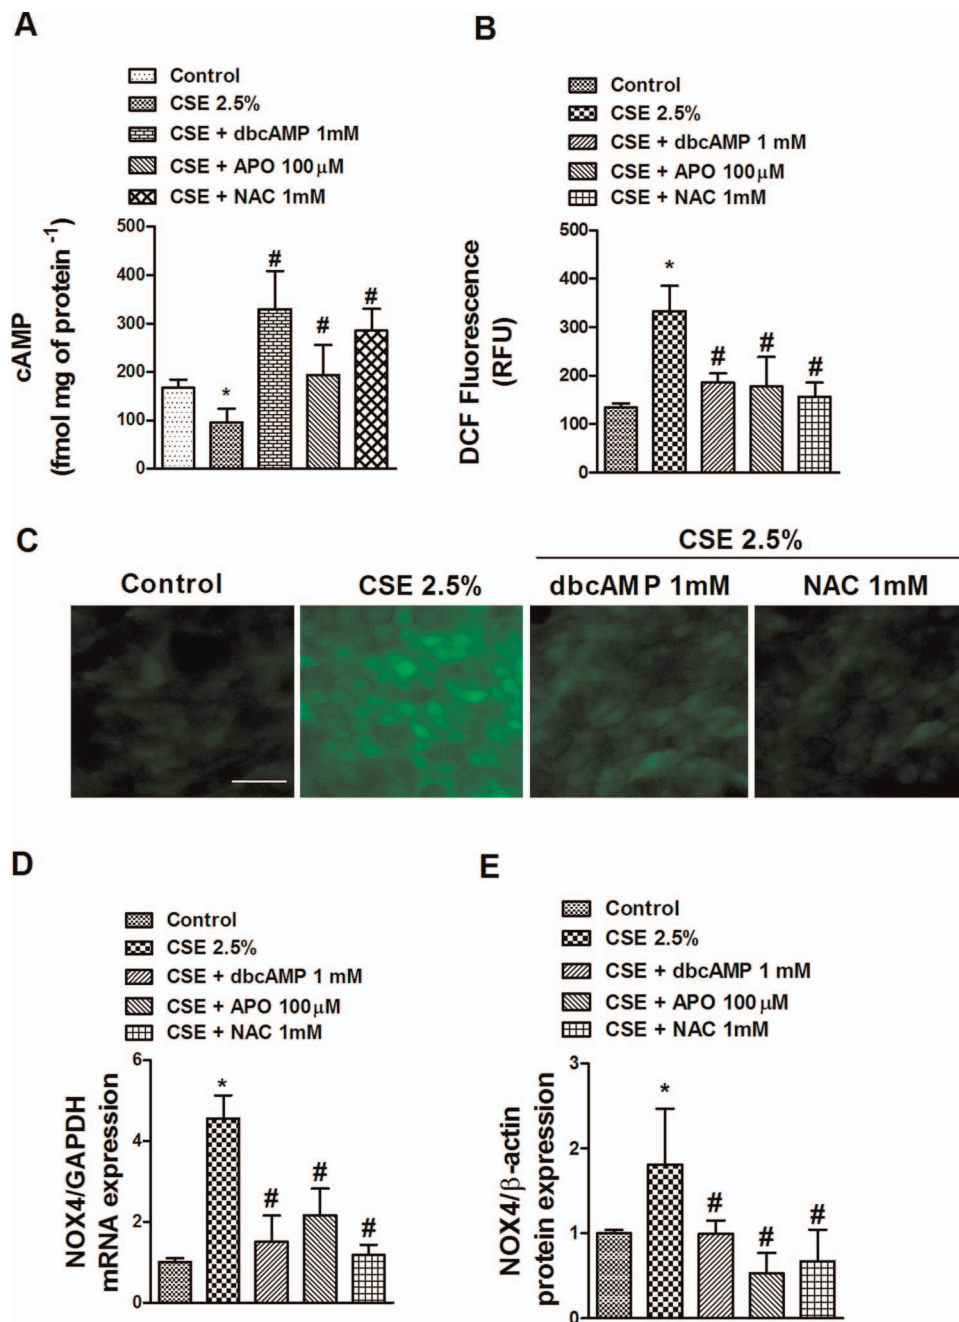 A
Control
CSE 2.5%
CSE + dbcAMP 1mM
CSE + APO 100μM
CSE + NAC 1mM
cAMP
(fmol mg of protein⁻¹)
500
400
300
200
100
0
*
#
#
#
B
Control
CSE 2.5%
CSE + dbcAMP 1 mM
CSE + APO 100μM
CSE + NAC 1mM
DCF Fluorescence
(RFU)
500
400
300
200
100
0
*
#
#
#
C
CSE 2.5%
Control
CSE 2.5%
dbcAMP 1mM
NAC 1mM
D
Control
CSE 2.5%
CSE + dbcAMP 1 mM
CSE + APO 100μM
CSE + NAC 1mM
NOX4/GAPDH
mRNA expression
6
4
2
0
*
#
#
#
E
Control
CSE 2.5%
CSE + dbcAMP 1 mM
CSE + APO 100μM
CSE + NAC 1mM
NOX4/β-actin
protein expression
3
2
1
0
*
#
#
#